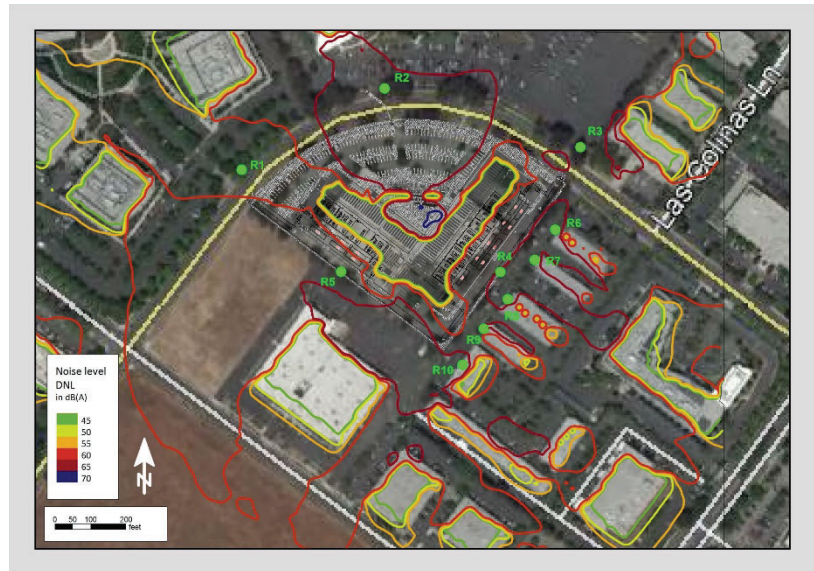 R2
R3
R1
Las Colinas Ln
R6
R7
R4
R5
R8
R9
R10
Noise level
DNL
in dB(A)
45
50
55
60
65
70
N
0 50 100 200
feet